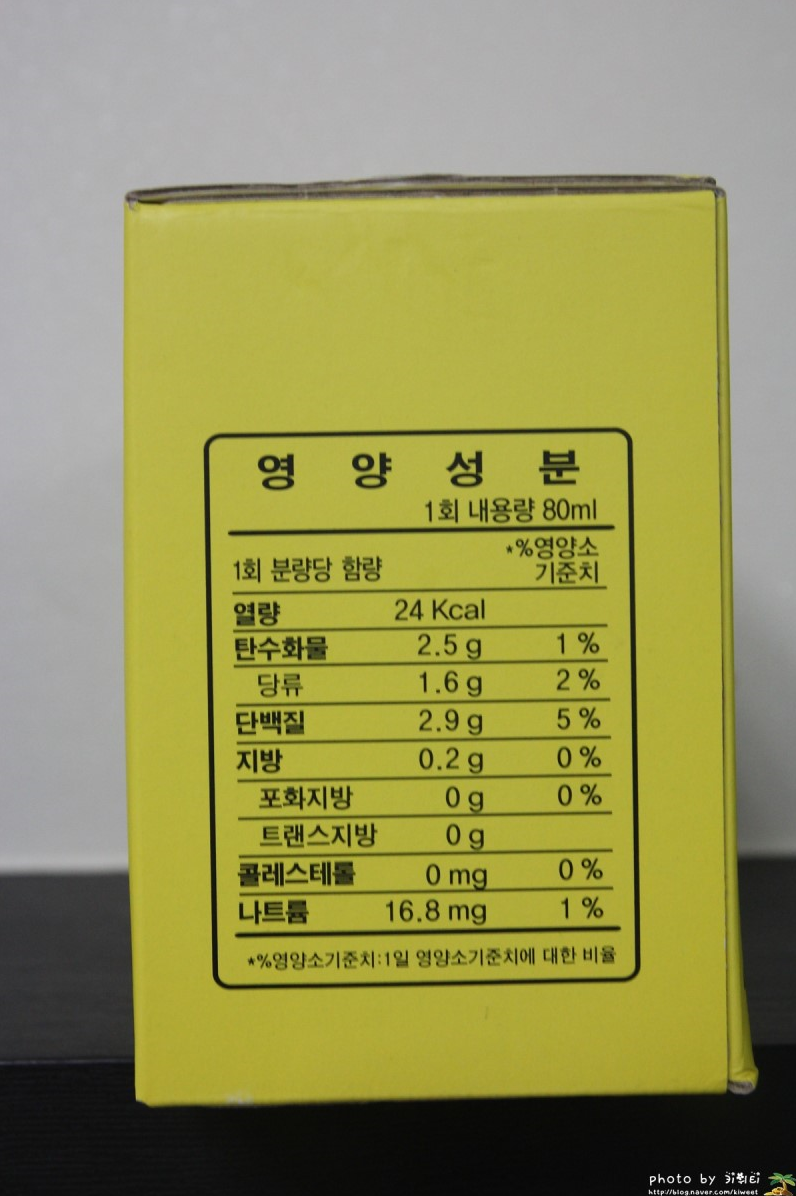 영 양 성 분
1회 내용량 80ml
1회 분량당 함량 *%영양소 기준치
열량 24 Kcal
탄수화물 2.5 g 1 %
당류 1.6 g 2 %
단백질 2.9 g 5 %
지방 0.2 g 0 %
포화지방 0 g 0 %
트랜스지방 0 g
콜레스테롤 0 mg 0 %
나트륨 16.8 mg 1 %
*%영양소기준치:1일 영양소기준치에 대한 비율
photo by 키위티
http://blog.naver.com/kiweet